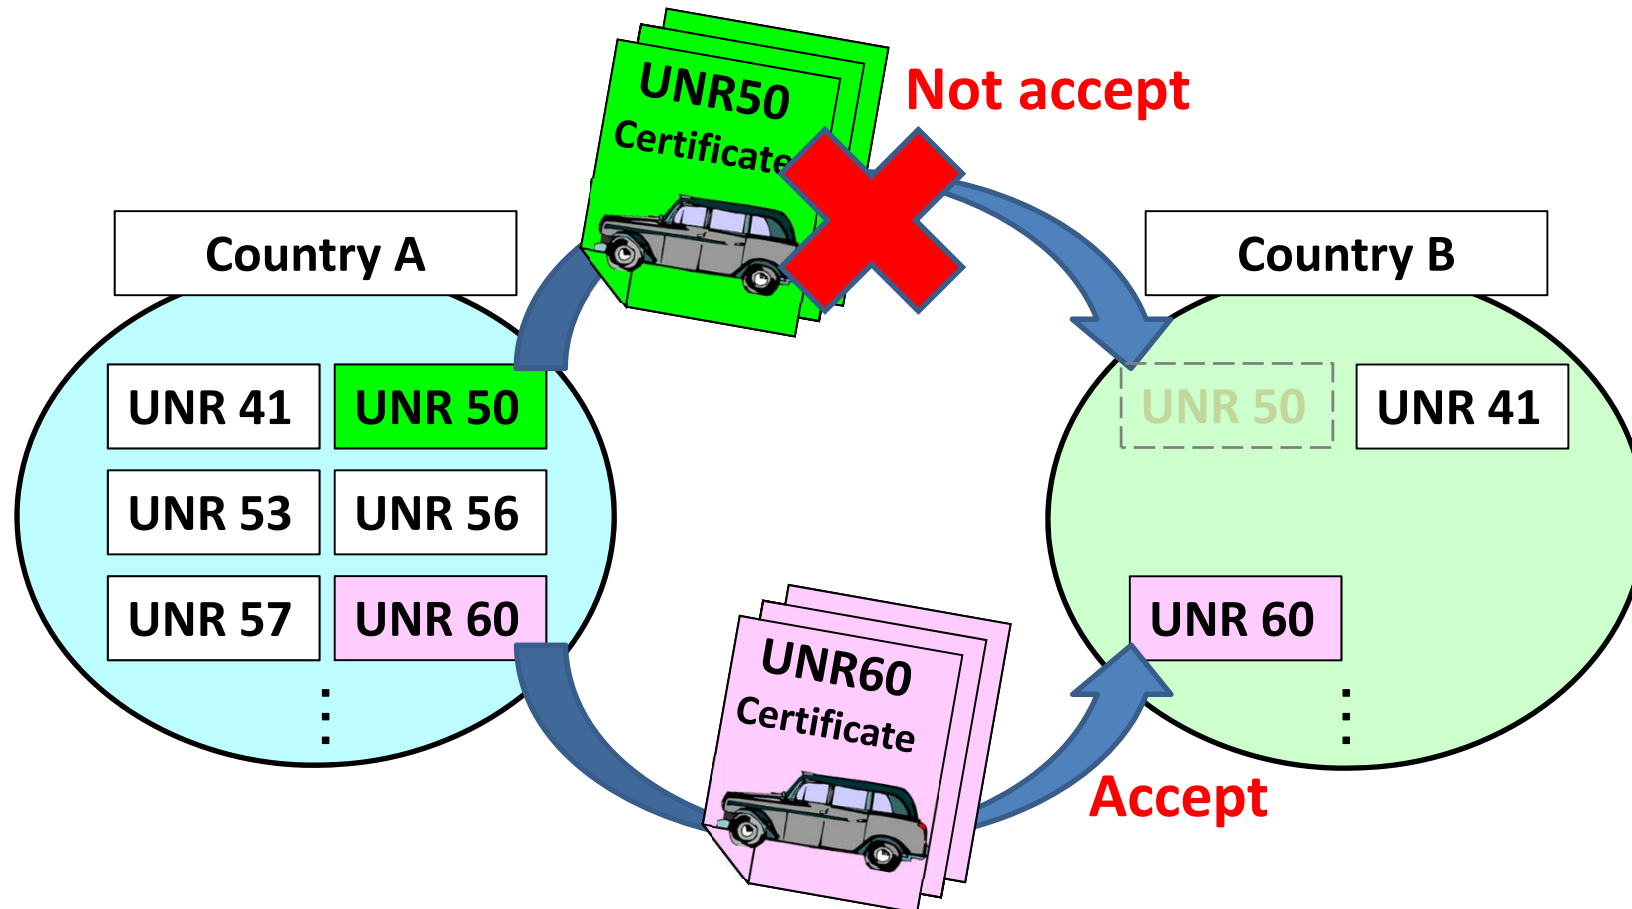 UNR50
Certificate
Not accept
Country A
Country B
UNR 41
UNR 50
UNR 50
UNR 41
UNR 53
UNR 56
UNR 57
UNR 60
UNR 60
UNR60
Certificate
Accept